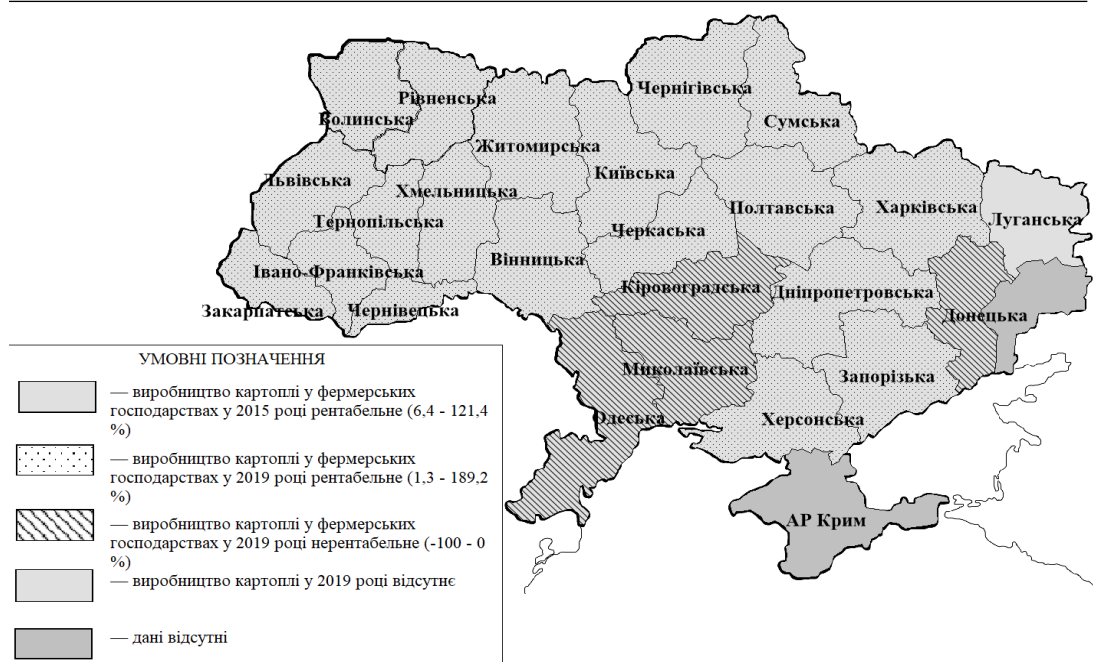 Чернігівська
Рівненська
Волинська
Сумська
Житомирська
Київська
Львівська
Хмельницька
Полтавська
Харківська
Луганська
Тернопільська
Черкаська
Вінницька
Івано-Франківська
Кіровоградська
Дніпропетровська
Закарпатська
Чернівецька
Донецька
Миколаївська
Запорізька
Одеська
Херсонська
АР Крим
УМОВНІ ПОЗНАЧЕННЯ
— виробництво картоплі у фермерських
господарствах у 2015 році рентабельне (6,4 - 121,4
%)
— виробництво картоплі у фермерських
господарствах у 2019 році рентабельне (1,3 - 189,2
%)
— виробництво картоплі у фермерських
господарствах у 2019 році нерентабельне (-100 - 0
%)
— виробництво картоплі у 2019 році відсутнє
— дані відсутні